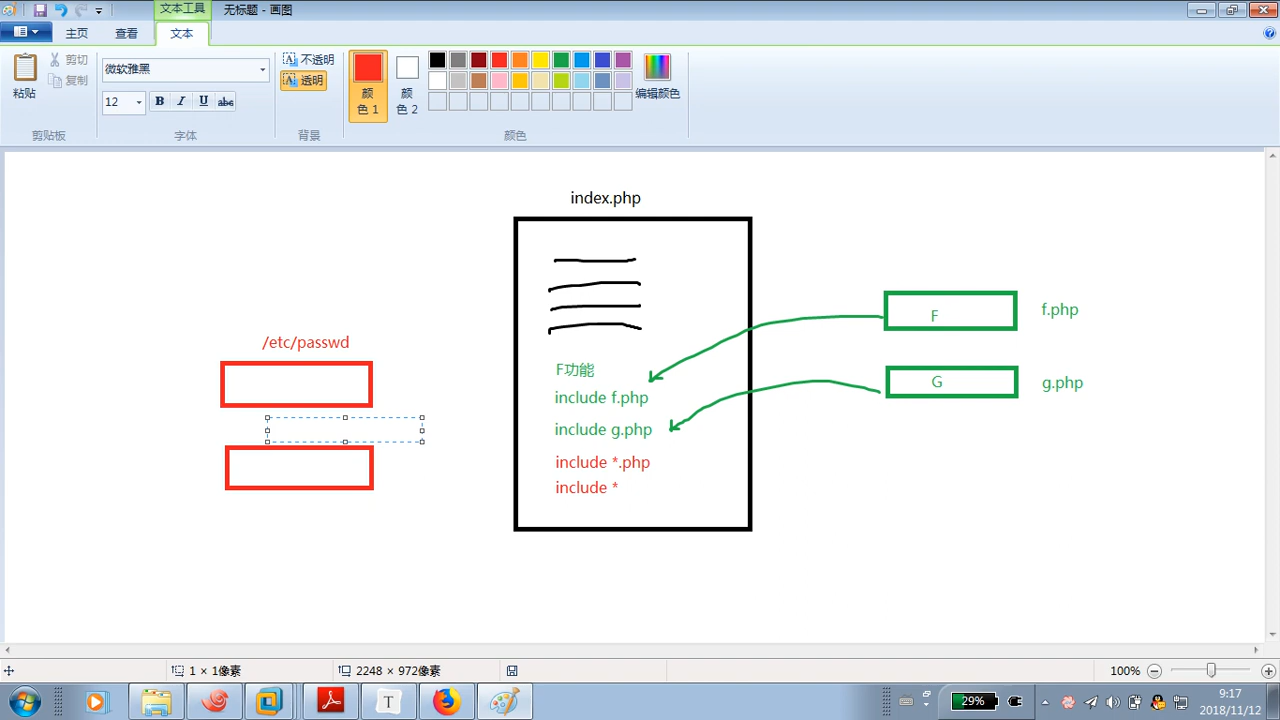 文本工具
无标题 - 画图
主页
查看
文本
粘贴
剪切
复制
剪贴板
微软雅黑
12
B I U abc
字体
不透明
透明
背景
颜色 1
颜色 2
编辑颜色
颜色
index.php
F
f.php
/etc/passwd
F功能
G
g.php
include f.php
include g.php
include *.php
include *
1 × 1像素
2248 × 972像素
100%
T
29%
9:17
2018/11/12